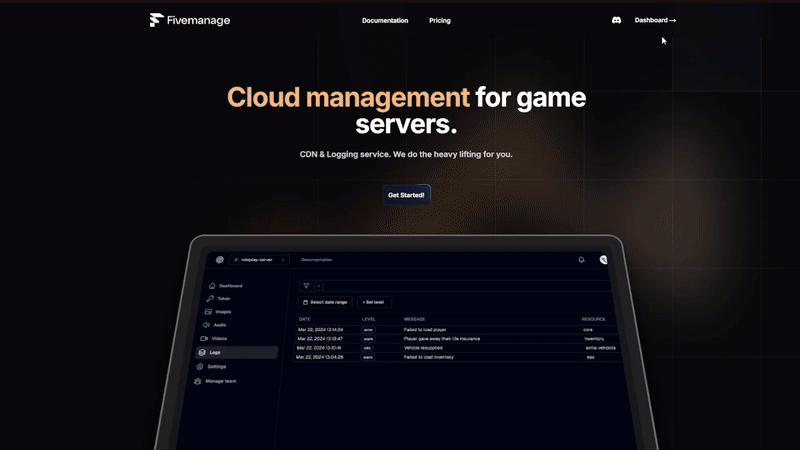 Fivemanage
Documentation
Pricing
Dashboard →
Cloud management for game
servers.
CDN & Logging service. We do the heavy lifting for you.
Get Started!
roleplay-server
Documentation
Dashboard
Token
Images
Audio
Videos
Logs
Settings
Manage team
Select date range
+ Set level
DATE LEVEL MESSAGE RESOURCE
Mar 22, 2024 13:14:24 error Failed to load player core
Mar 22, 2024 13:13:47 warn Player gave away their life insurance inventory
Mar 22, 2024 13:10:41 info Vehicle resupplied
Mar 22, 2024 13:04:25 warn Failed to load inventory esx